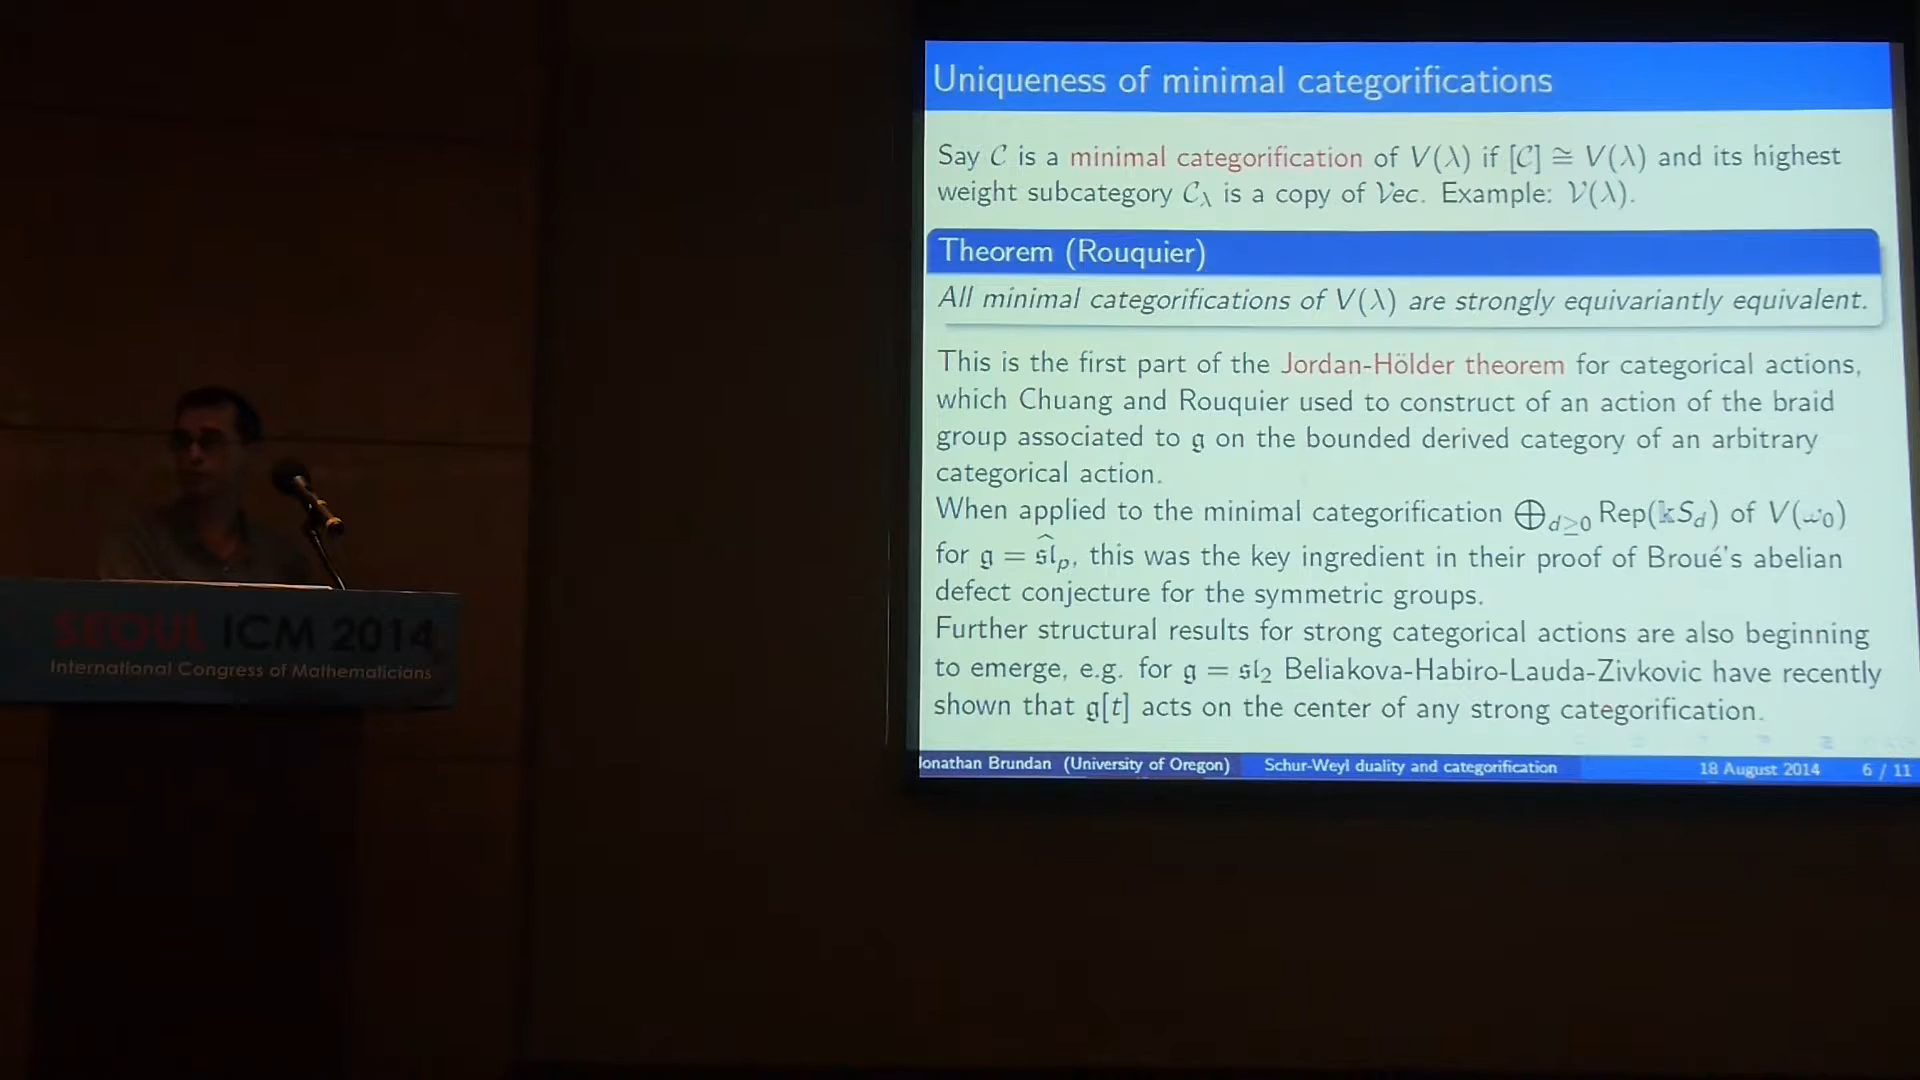 Uniqueness of minimal categorifications
Say 𝒞 is a minimal categorification of V(λ) if [𝒞] ≅ V(λ) and its highest
weight subcategory 𝒞_λ is a copy of 𝒱ec. Example: 𝒱(λ).
Theorem (Rouquier)
All minimal categorifications of V(λ) are strongly equivariantly equivalent.
This is the first part of the Jordan-Hölder theorem for categorical actions,
which Chuang and Rouquier used to construct of an action of the braid
group associated to 𝔤 on the bounded derived category of an arbitrary
categorical action.
When applied to the minimal categorification ⊕_{d≥0} Rep(𝕜S_d) of V(ω₀)
for 𝔤 = \widehat{𝔰𝔩}_p, this was the key ingredient in their proof of Broué's abelian
defect conjecture for the symmetric groups.
Further structural results for strong categorical actions are also beginning
to emerge, e.g. for 𝔤 = 𝔰𝔩₂ Beliakova-Habiro-Lauda-Zivkovic have recently
shown that 𝔤[t] acts on the center of any strong categorification.
Jonathan Brundan (University of Oregon) Schur-Weyl duality and categorification 18 August 2014 6 / 11
SEOUL ICM 2014
International Congress of Mathematicians